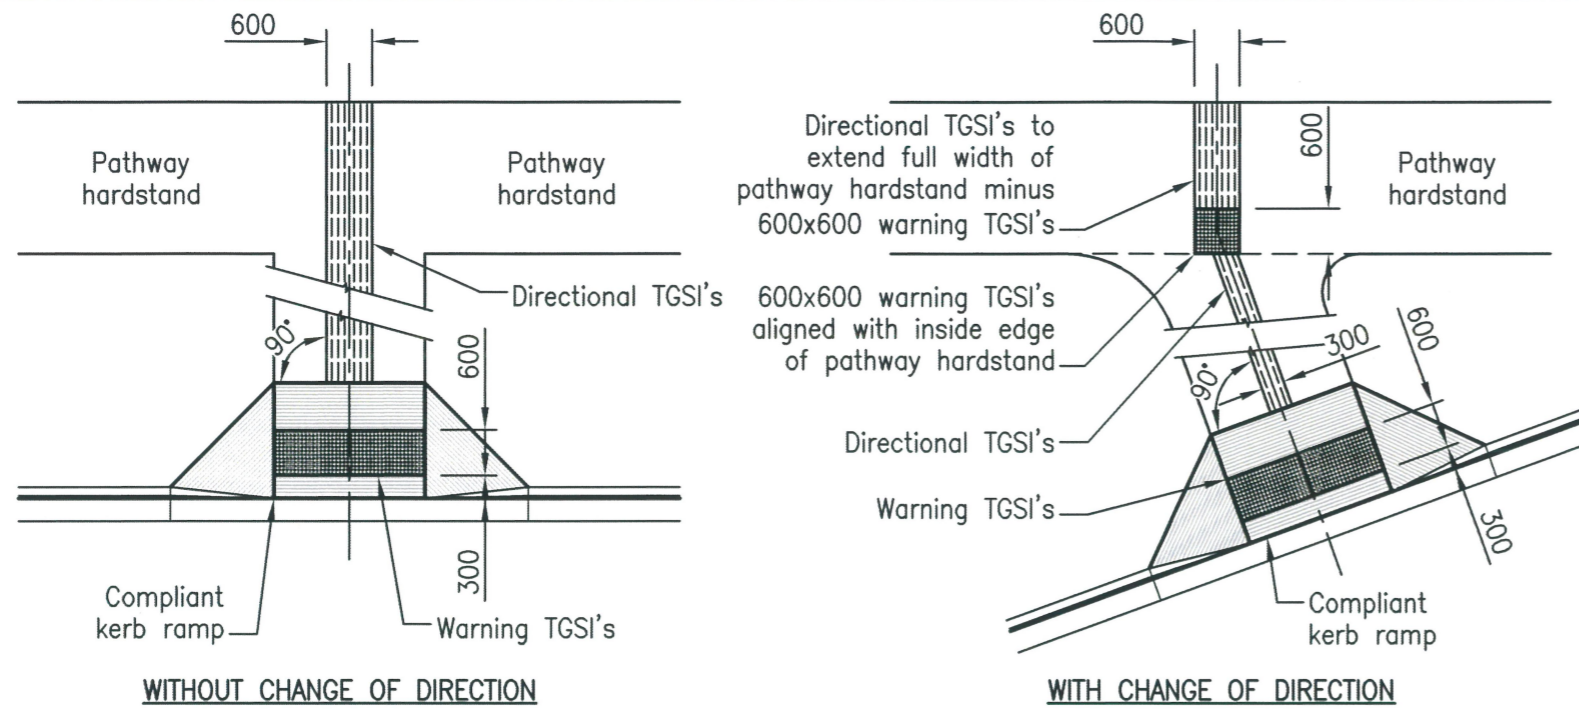 600
Pathway
hardstand
Pathway
hardstand
Directional TGSI's
90°
600
300
Compliant
kerb ramp
Warning TGSI's
WITHOUT CHANGE OF DIRECTION
600
Directional TGSI's to
extend full width of
pathway hardstand minus
600x600 warning TGSI's
600
Pathway
hardstand
600x600 warning TGSI's
aligned with inside edge
of pathway hardstand
300
600
90°
Directional TGSI's
Warning TGSI's
300
Compliant
kerb ramp
WITH CHANGE OF DIRECTION